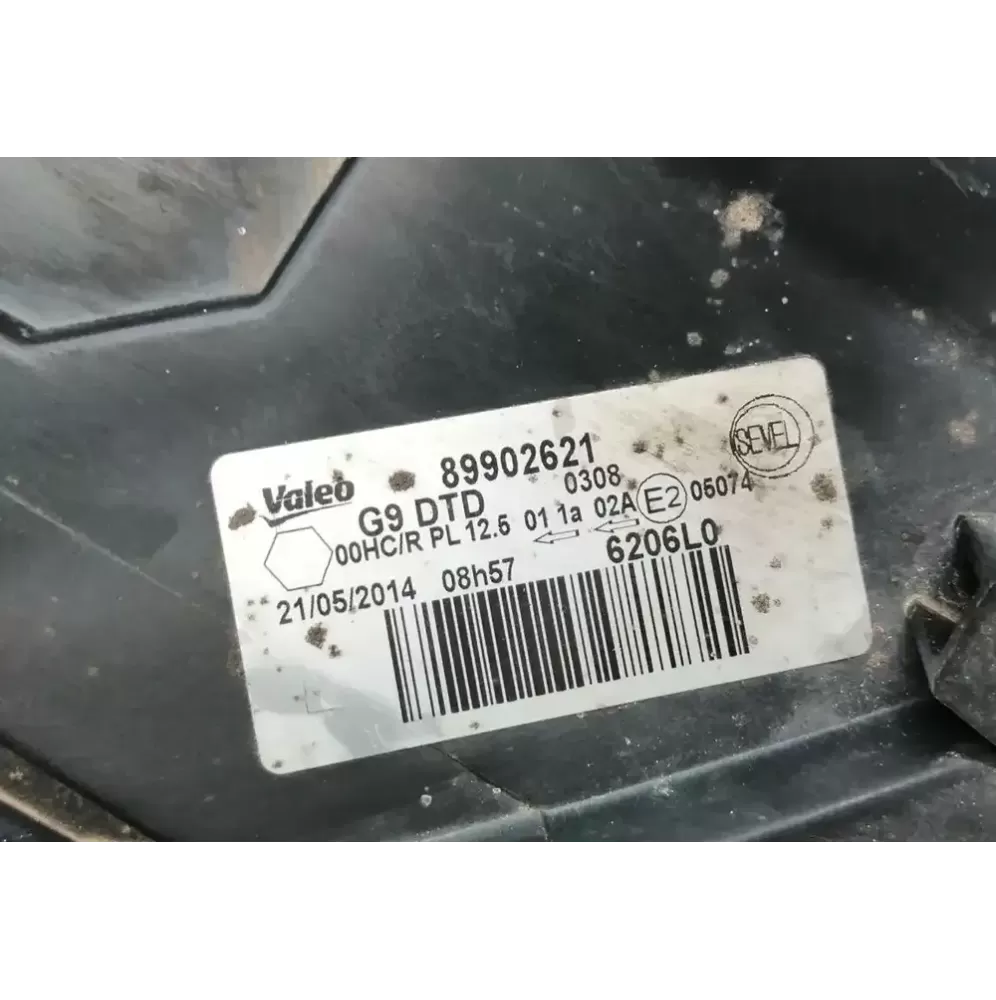 89902621
Valeo
G9 DTD
0308
00HC/R PL 12.5 01 1a 02A E2 05074
SEVEL
21/05/2014 08h57
6206L0